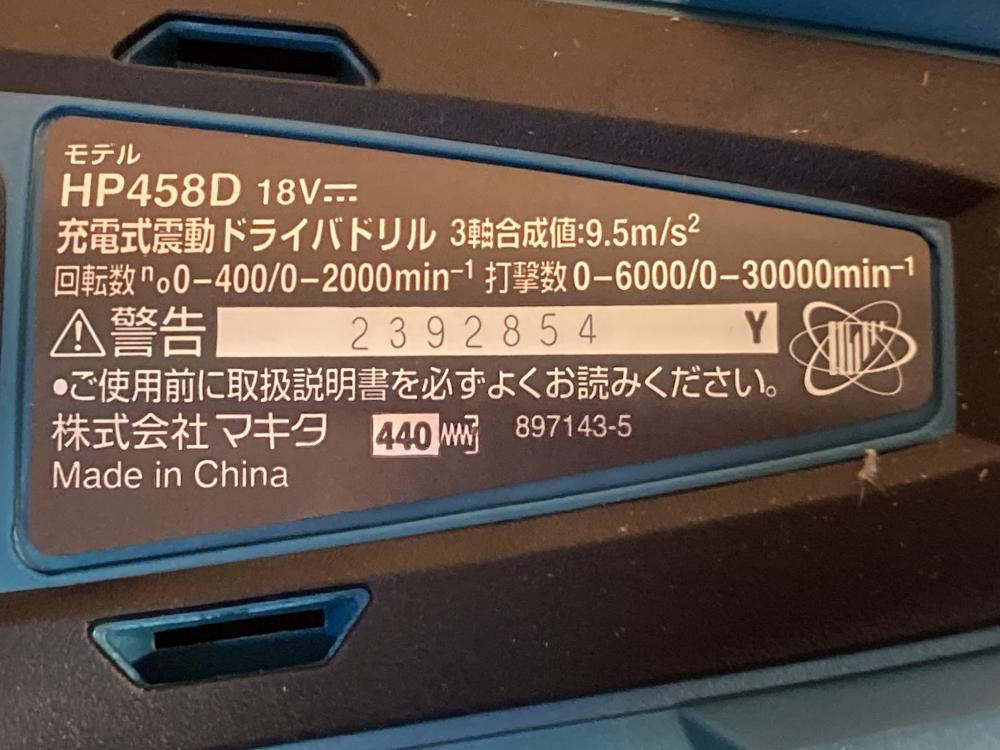 モデル
HP458D 18V⎓
充電式震動ドライバドリル 3軸合成値:9.5m/s²
回転数 n₀0-400/0-2000min⁻¹ 打撃数 0-6000/0-30000min⁻¹
⚠警告 2392854 Y
•ご使用前に取扱説明書を必ずよくお読みください。
株式会社マキタ 440 897143-5
Made in China